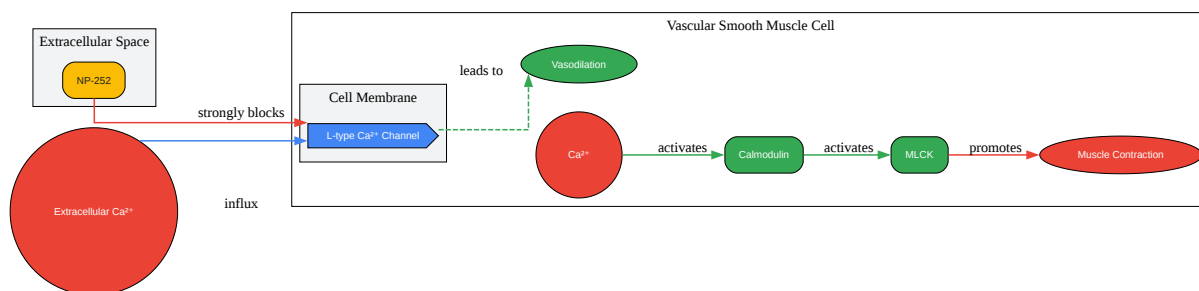 Vascular Smooth Muscle Cell
Extracellular Space
NP-252
Vasodilation
leads to
Cell Membrane
strongly blocks
L-type Ca²⁺ Channel
Ca²⁺
activates
Calmodulin
activates
MLCK
promotes
Muscle Contraction
Extracellular Ca²⁺
influx